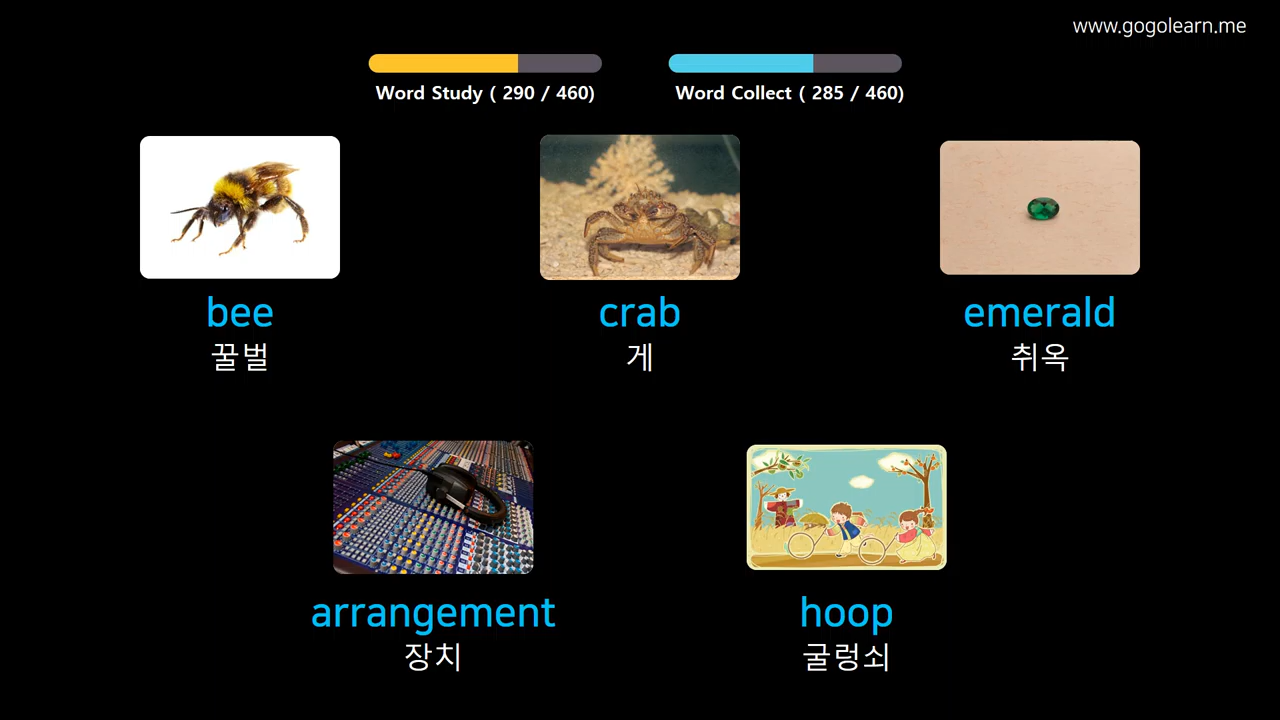 www.gogolearn.me
Word Study ( 290 / 460)
Word Collect ( 285 / 460)
bee
꿀벌
crab
게
emerald
취옥
arrangement
장치
hoop
굴렁쇠